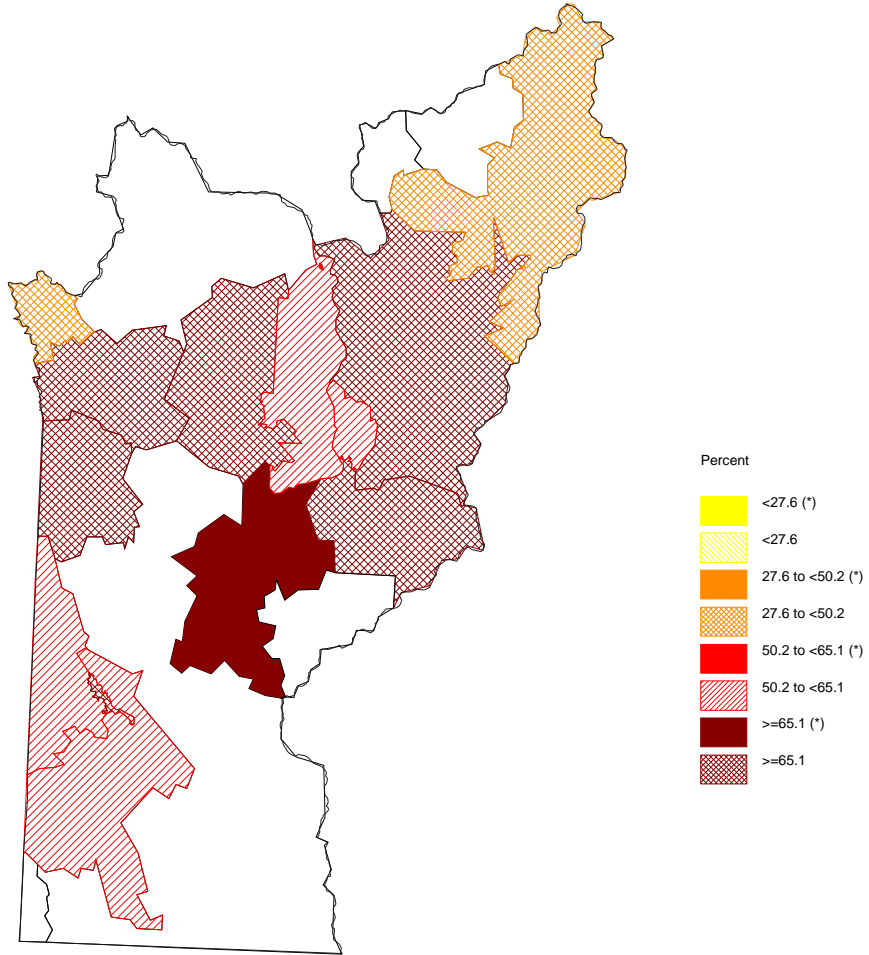 Percent
<27.6 (*)
<27.6
27.6 to <50.2 (*)
27.6 to <50.2
50.2 to <65.1 (*)
50.2 to <65.1
>=65.1 (*)
>=65.1